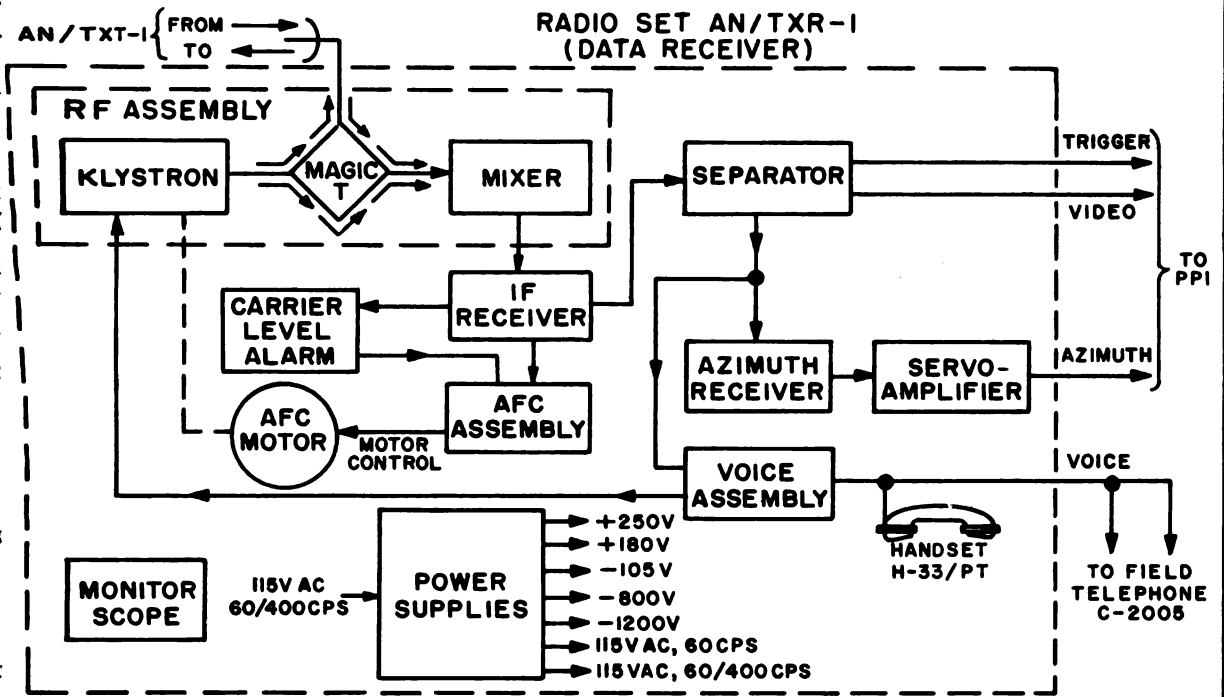 RADIO SET AN/TXR-1
(DATA RECEIVER)
AN/TXT-1
FROM
TO
RF ASSEMBLY
KLYSTRON
MAGIC
T
MIXER
SEPARATOR
TRIGGER
VIDEO
TO
PPI
CARRIER
LEVEL
ALARM
IF
RECEIVER
AZIMUTH
RECEIVER
SERVO-
AMPLIFIER
AZIMUTH
AFC
MOTOR
MOTOR
CONTROL
AFC
ASSEMBLY
VOICE
ASSEMBLY
VOICE
HANDSET
H-33/PT
TO FIELD
TELEPHONE
C-2005
MONITOR
SCOPE
115V AC
60/400CPS
POWER
SUPPLIES
+250V
+180V
-105V
-800V
-1200V
115VAC, 60CPS
115VAC, 60/400CPS